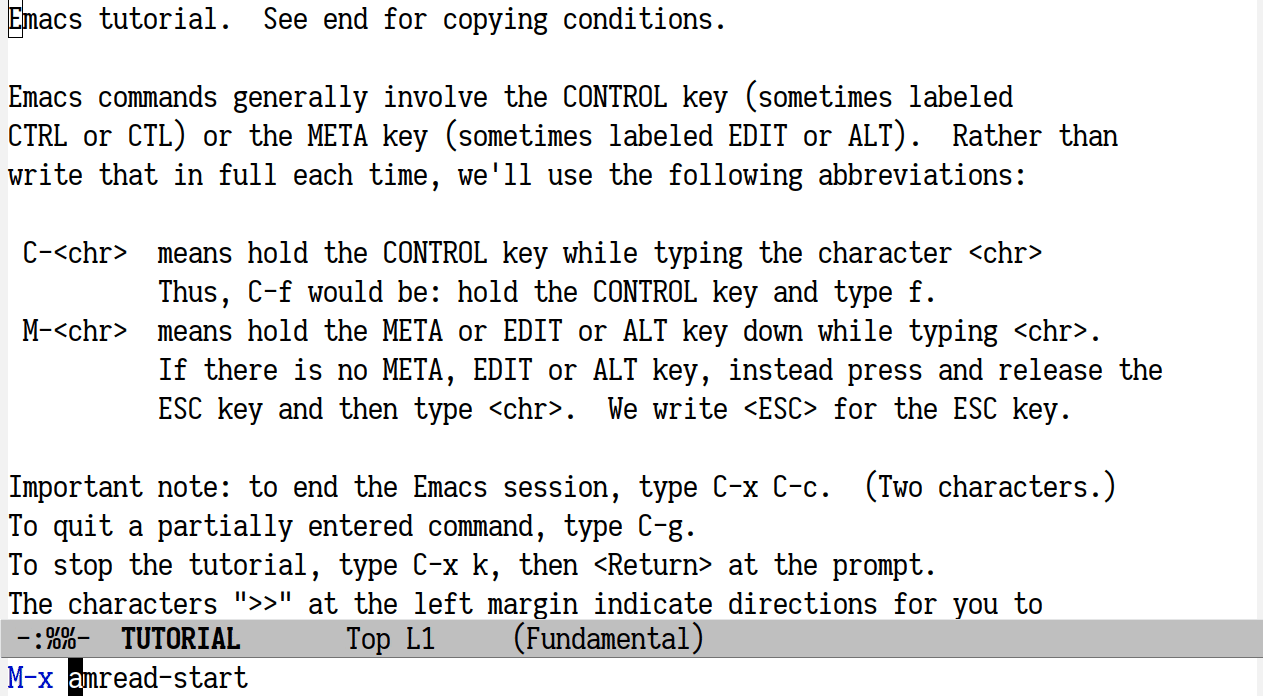 Emacs tutorial.  See end for copying conditions.

Emacs commands generally involve the CONTROL key (sometimes labeled
CTRL or CTL) or the META key (sometimes labeled EDIT or ALT).  Rather than
write that in full each time, we'll use the following abbreviations:

 C-<chr>  means hold the CONTROL key while typing the character <chr>
          Thus, C-f would be: hold the CONTROL key and type f.
 M-<chr>  means hold the META or EDIT or ALT key down while typing <chr>.
          If there is no META, EDIT or ALT key, instead press and release the
          ESC key and then type <chr>.  We write <ESC> for the ESC key.

Important note: to end the Emacs session, type C-x C-c.  (Two characters.)
To quit a partially entered command, type C-g.
To stop the tutorial, type C-x k, then <Return> at the prompt.
The characters ">>" at the left margin indicate directions for you to
 -:%%-  TUTORIAL       Top L1     (Fundamental)
M-x amread-start